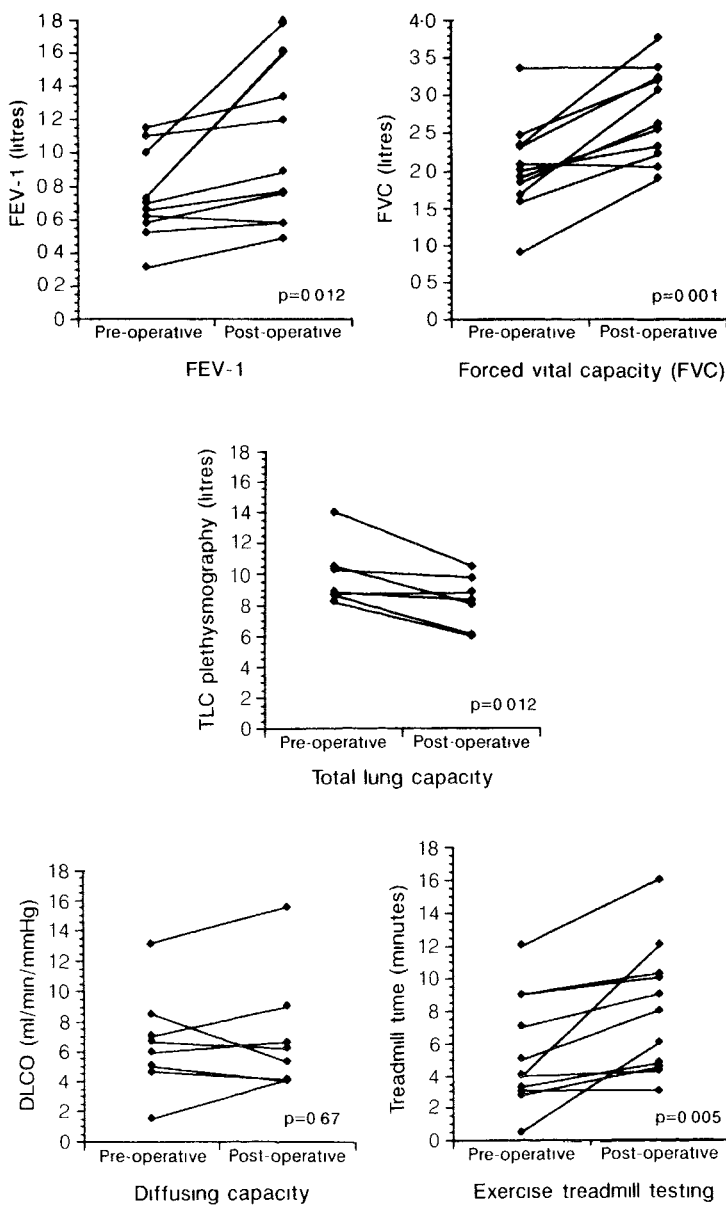 FEV-1 (litres)
1 8
1 6
1 4
1 2
1 0
0 8
0 6
0 4
0 2
0
p=0 012
Pre-operative Post-operative
FEV-1
FVC (litres)
4·0
3 5
3 0
2 5
2 0
1 5
1 0
0 5
0
p=0 001
Pre-operative Post-operative
Forced vital capacity (FVC)
TLC plethysmography (litres)
18
16
14
12
10
8
6
4
2
0
p=0 012
Pre-operative Post-operative
Total lung capacity
DLCO (ml/min/mmHg)
18
16
14
12
10
8
6
4
2
0
p=0 67
Pre-operative Post-operative
Diffusing capacity
Treadmill time (minutes)
18
16
14
12
10
8
6
4
2
0
p=0 005
Pre-operative Post-operative
Exercise treadmill testing